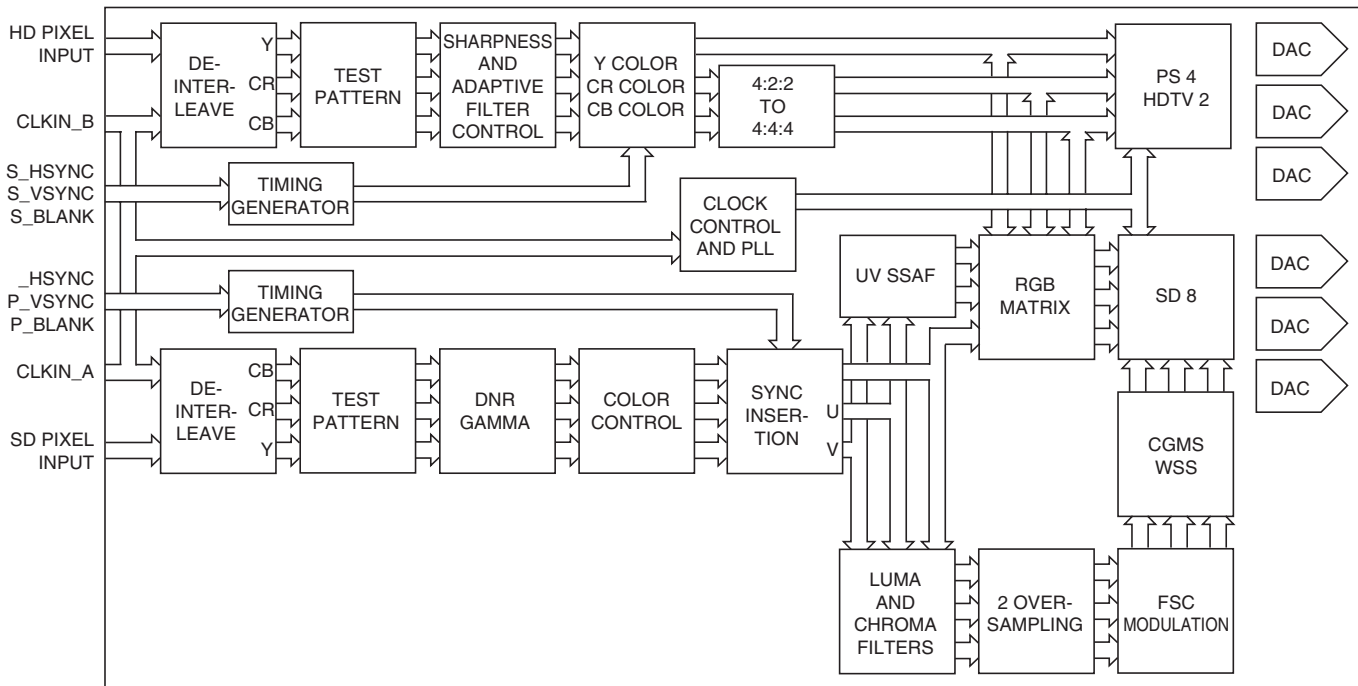 HD PIXEL
INPUT
CLKIN_B
S_HSYNC
S_VSYNC
S_BLANK
_HSYNC
P_VSYNC
P_BLANK
CLKIN_A
SD PIXEL
INPUT
DE-
INTER-
LEAVE
Y
CR
CB
TEST
PATTERN
SHARPNESS
AND
ADAPTIVE
FILTER
CONTROL
Y COLOR
CR COLOR
CB COLOR
4:2:2
TO
4:4:4
PS 4
HDTV 2
DAC
DAC
DAC
TIMING
GENERATOR
CLOCK
CONTROL
AND PLL
TIMING
GENERATOR
UV SSAF
RGB
MATRIX
SD 8
DAC
DAC
DAC
DE-
INTER-
LEAVE
CB
CR
Y
TEST
PATTERN
DNR
GAMMA
COLOR
CONTROL
SYNC
INSER-
TION
U
V
CGMS
WSS
LUMA
AND
CHROMA
FILTERS
2 OVER-
SAMPLING
FSC
MODULATION